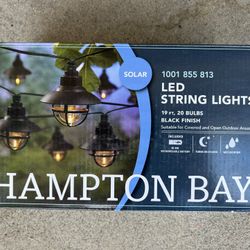 SOLAR
1001 855 813
LED
STRING LIGHTS
19 FT, 20 BULBS
BLACK FINISH
Suitable for Covered and Open Outdoor Areas
INCLUDED
HAMPTON BAY